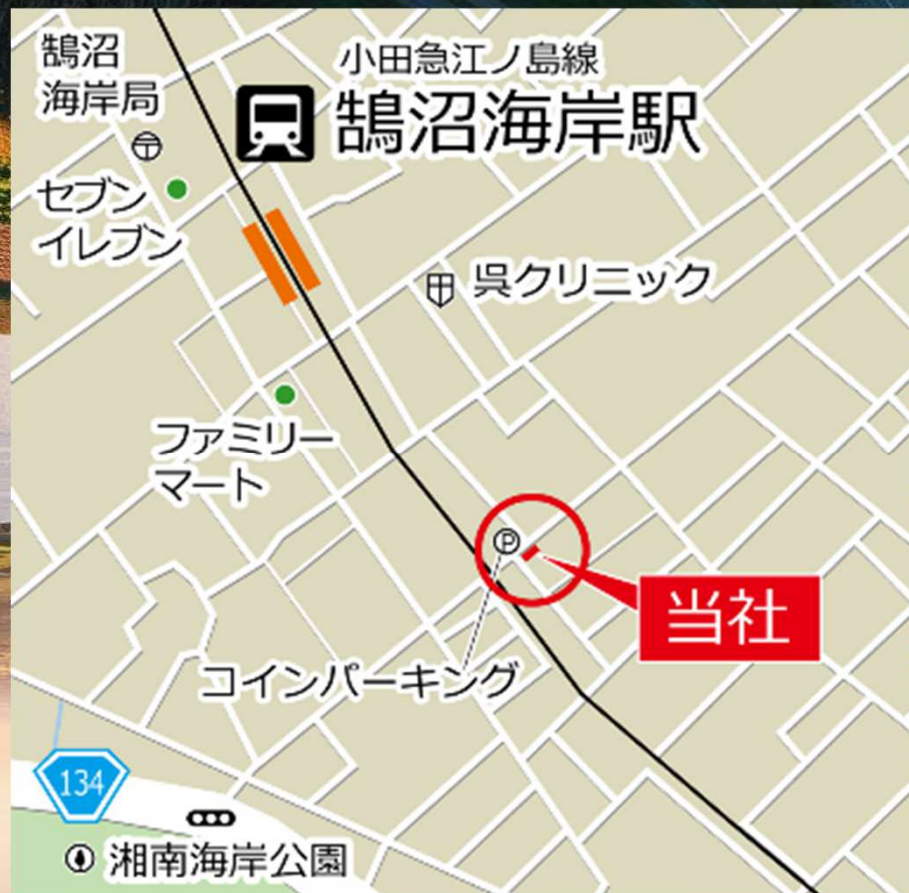 鵠沼
海岸局
小田急江ノ島線
鵠沼海岸駅
〒
セブン
イレブン
呉クリニック
ファミリー
マート
P
当社
コインパーキング
134
湘南海岸公園